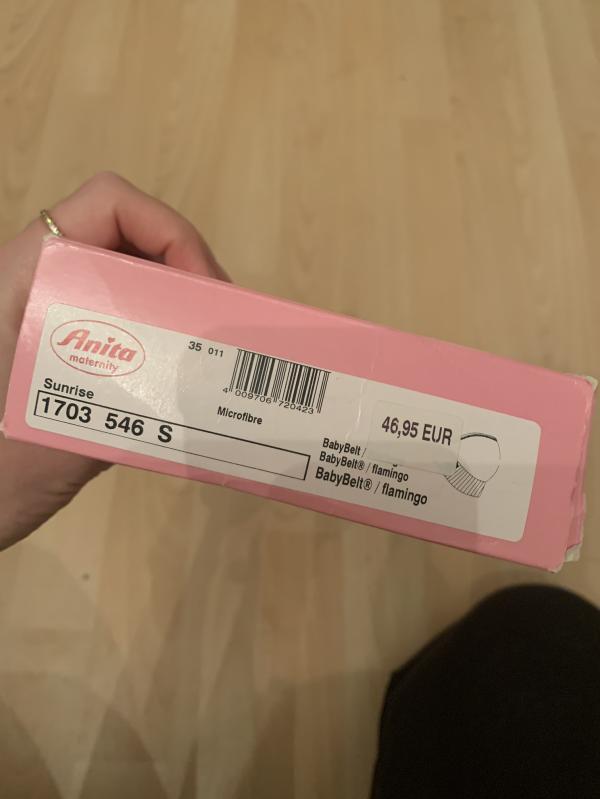 Anita
maternity
35 011
4 009706 720423
Sunrise
1703 546 S
Microfibre
46,95 EUR
BabyBelt /
BabyBelt® / flamingo
BabyBelt® / flamingo